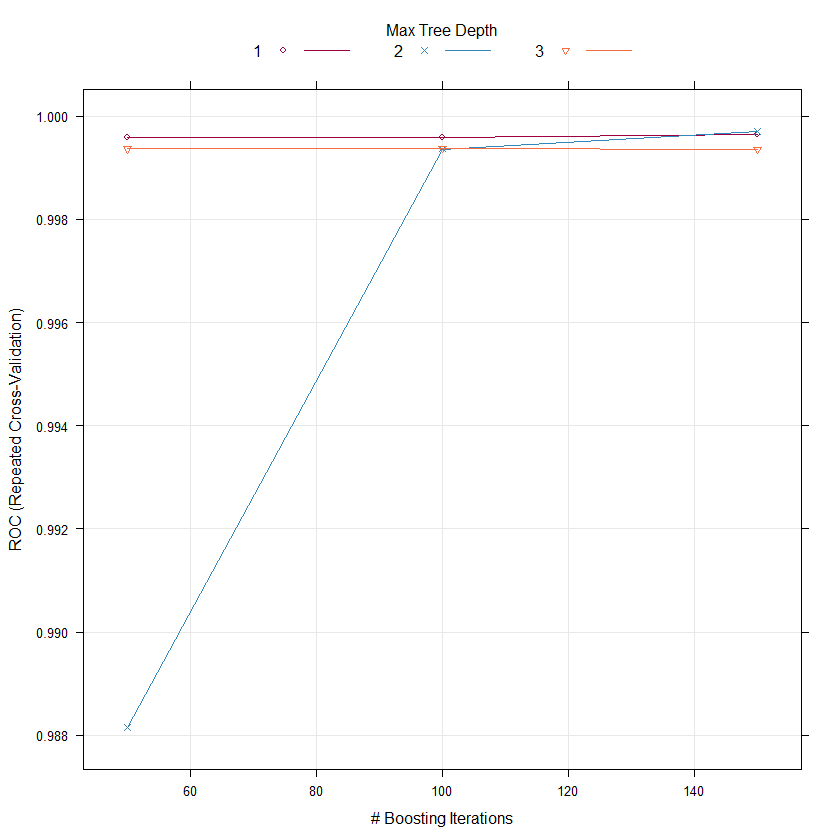 Max Tree Depth
1 2 3
1.000
0.998
0.996
0.994
0.992
0.990
0.988
ROC (Repeated Cross-Validation)
60 80 100 120 140
# Boosting Iterations